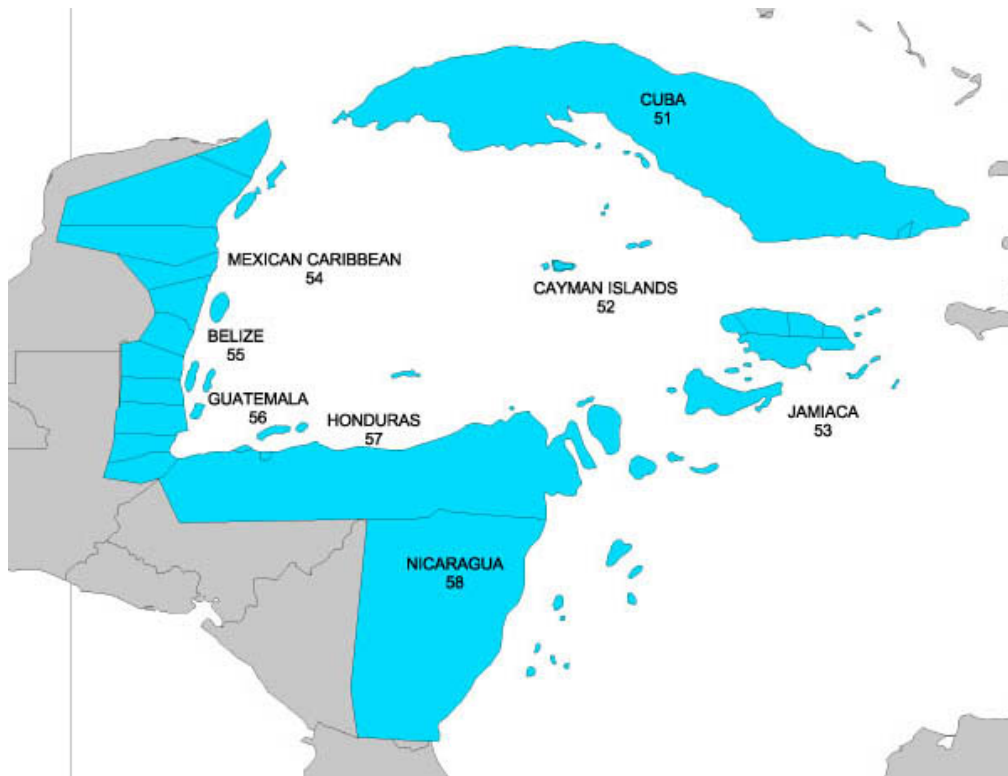 CUBA
51
MEXICAN CARIBBEAN
54
CAYMAN ISLANDS
52
BELIZE
55
GUATEMALA
56
HONDURAS
57
JAMIACA
53
NICARAGUA
58